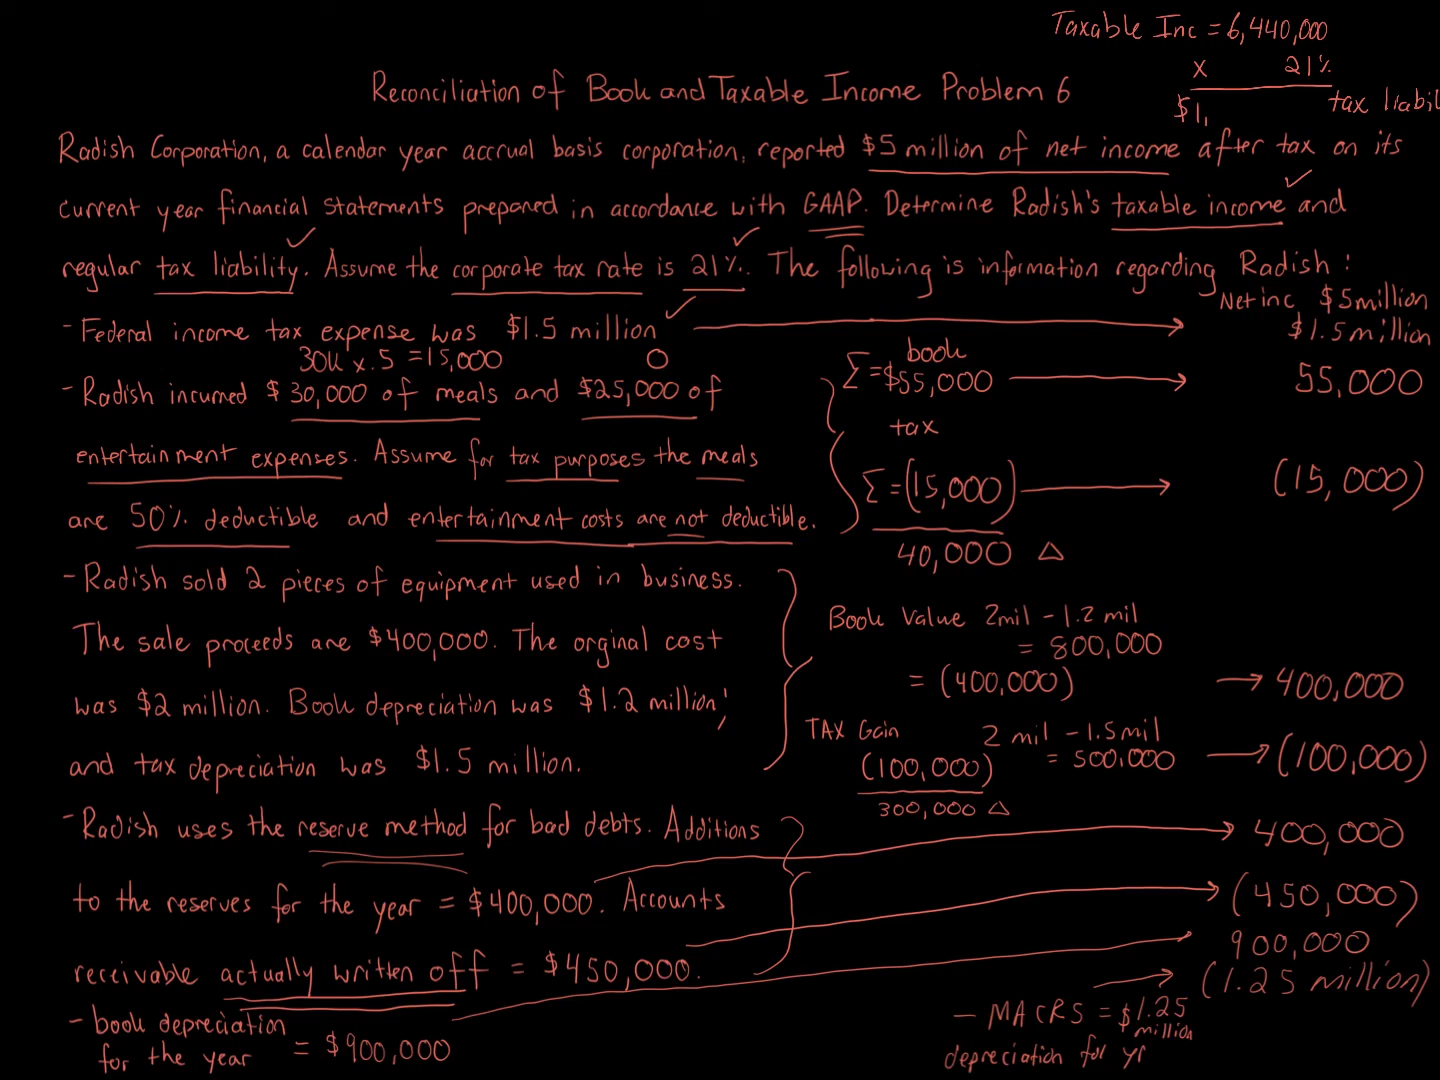 Taxable Inc = 6,440,000
x 21%
$1, tax liabil
Reconciliation of Book and Taxable Income Problem 6
Radish Corporation, a calendar year accrual basis corporation, reported $5 million of net income after tax on its
current year financial statements prepared in accordance with GAAP. Determine Radish's taxable income and
regular tax liability. Assume the corporate tax rate is 21%. The following is information regarding Radish:
Net inc $5million
- Federal income tax expense was $1.5 million
$1.5 million
30K x .5 = 15,000 0
- Radish incurred $30,000 of meals and $25,000 of
entertainment expenses. Assume for tax purposes the meals
are 50% deductible and entertainment costs are not deductible.
book
Σ = $55,000 55,000
tax
Σ = (15,000) (15,000)
40,000 △
- Radish sold 2 pieces of equipment used in business.
The sale proceeds are $400,000. The orginal cost
was $2 million. Book depreciation was $1.2 million;
and tax depreciation was $1.5 million.
Book Value 2mil - 1.2 mil
= 800,000
= (400,000) 400,000
TAX Gain 2 mil - 1.5mil
= 500,000
(100,000) (100,000)
300,000 △
- Radish uses the reserve method for bad debts. Additions
to the reserves for the year = $400,000. Accounts
receivable actually written off = $450,000.
400,000
(450,000)
900,000
(1.25 million)
- book depreciation
for the year = $900,000
- MACRS = $1.25
million
depreciation for yr